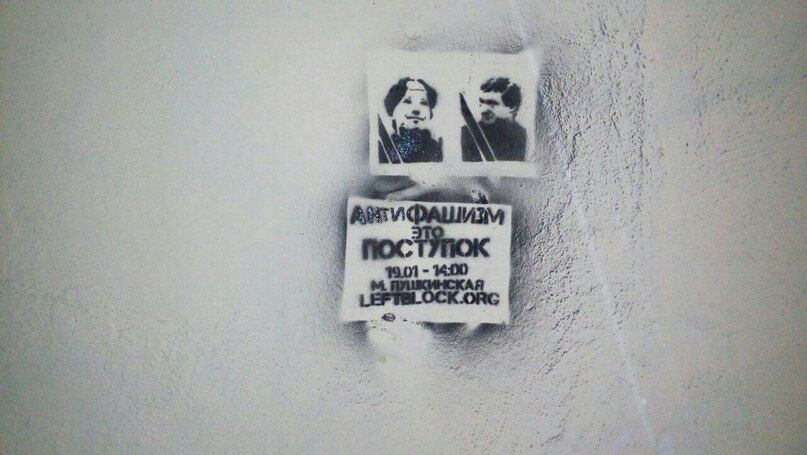 АНТИФАШИЗМ
ЭТО
ПОСТУПОК
19.01 - 14:00
М. ПУШКИНСКАЯ
LEFTBLOCK.ORG